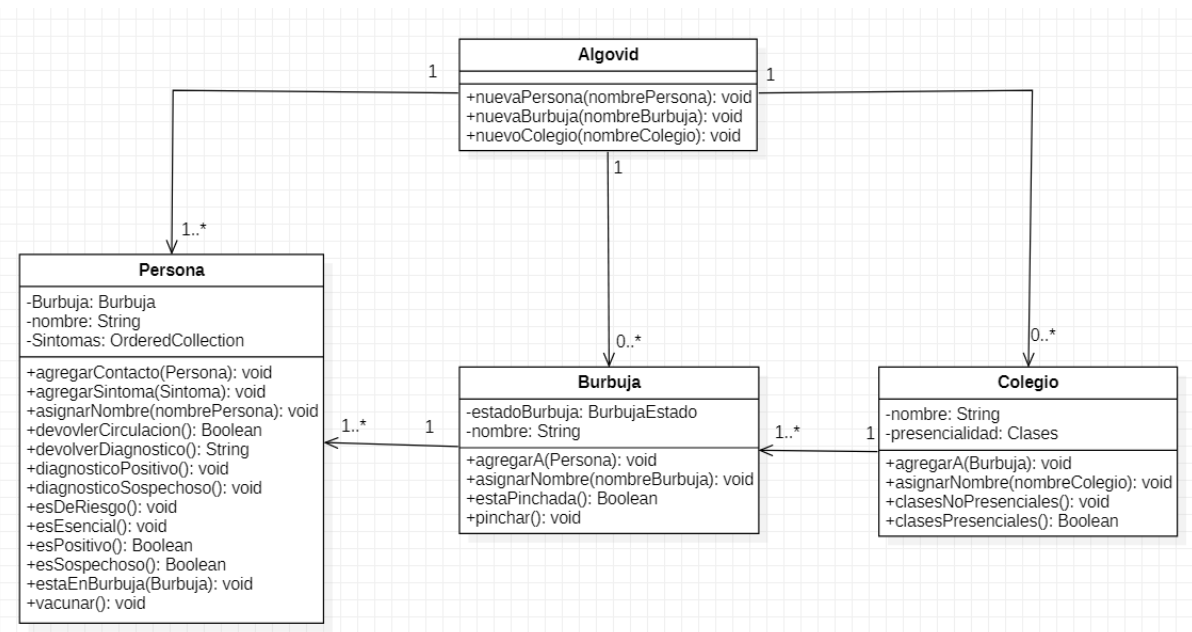 Algovid
1
1
+nuevaPersona(nombrePersona): void
+nuevaBurbuja(nombreBurbuja): void
+nuevoColegio(nombreColegio): void
1
1..*
0..*
0..*
Persona
-Burbuja: Burbuja
-nombre: String
-Sintomas: OrderedCollection
+agregarContacto(Persona): void
+agregarSintoma(Sintoma): void
+asignarNombre(nombrePersona): void
+devovlerCirculacion(): Boolean
+devolverDiagnostico(): String
+diagnosticoPositivo(): void
+diagnosticoSospechoso(): void
+esDeRiesgo(): void
+esEsencial(): void
+esPositivo(): Boolean
+esSospechoso(): Boolean
+estaEnBurbuja(Burbuja): void
+vacunar(): void
1..*
1
Burbuja
-estadoBurbuja: BurbujaEstado
-nombre: String
+agregarA(Persona): void
+asignarNombre(nombreBurbuja): void
+estaPinchada(): Boolean
+pinchar(): void
1..*
1
Colegio
-nombre: String
-presencialidad: Clases
+agregarA(Burbuja): void
+asignarNombre(nombreColegio): void
+clasesNoPresenciales(): void
+clasesPresenciales(): Boolean